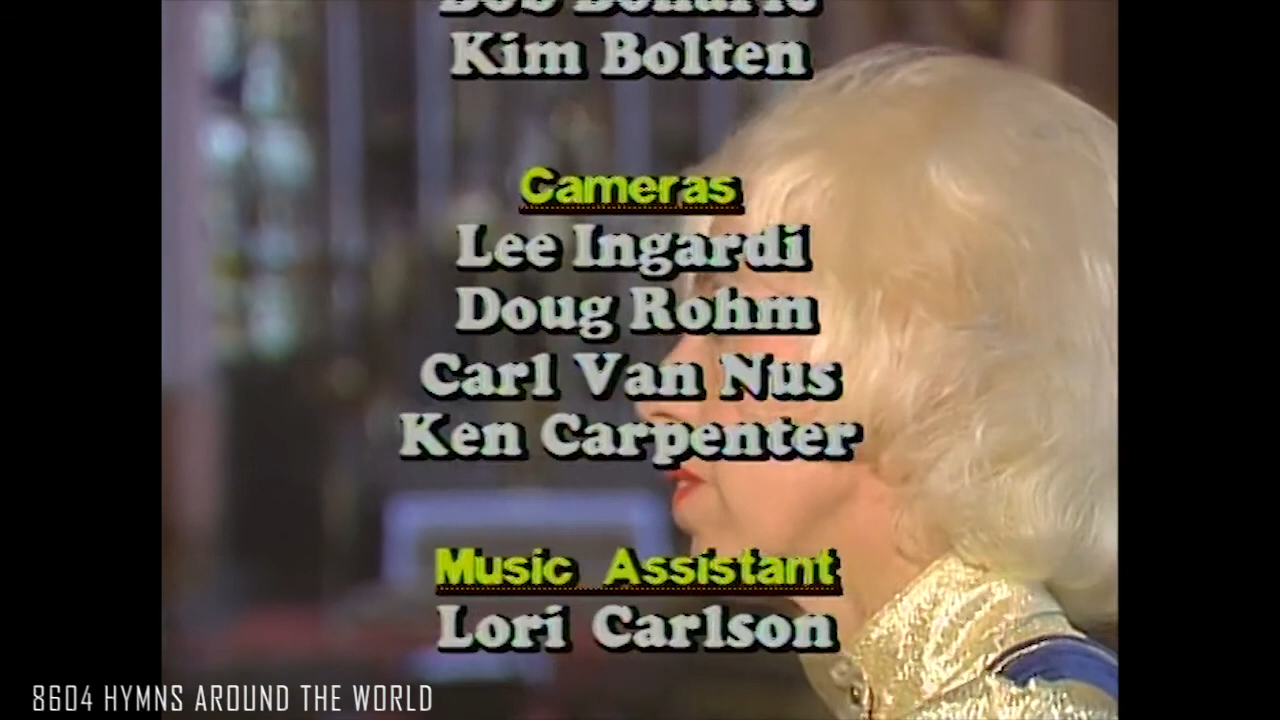 Kim Bolten
Cameras
Lee Ingardi
Doug Rohm
Carl Van Nus
Ken Carpenter
Music Assistant
Lori Carlson
8604 HYMNS AROUND THE WORLD